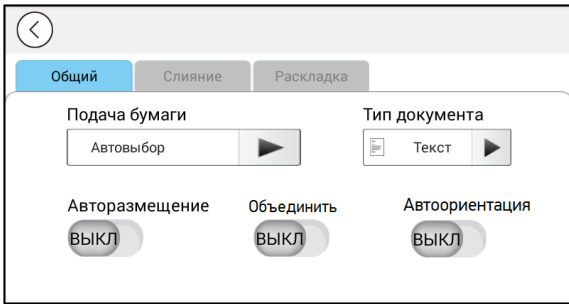 Общий Слияние Раскладка
Подача бумаги Тип документа
Автовыбор Текст
Авторазмещение Объединить Автоориентация
ВЫКЛ ВЫКЛ ВЫКЛ